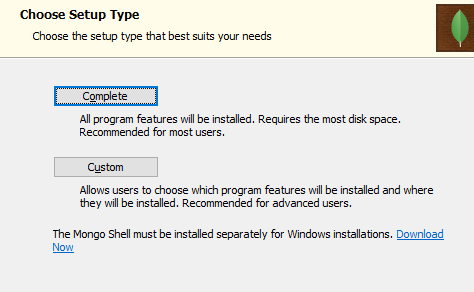 Choose Setup Type
Choose the setup type that best suits your needs
Complete
All program features will be installed. Requires the most disk space.
Recommended for most users.
Custom
Allows users to choose which program features will be installed and where
they will be installed. Recommended for advanced users.
The Mongo Shell must be installed separately for Windows installations. Download
Now